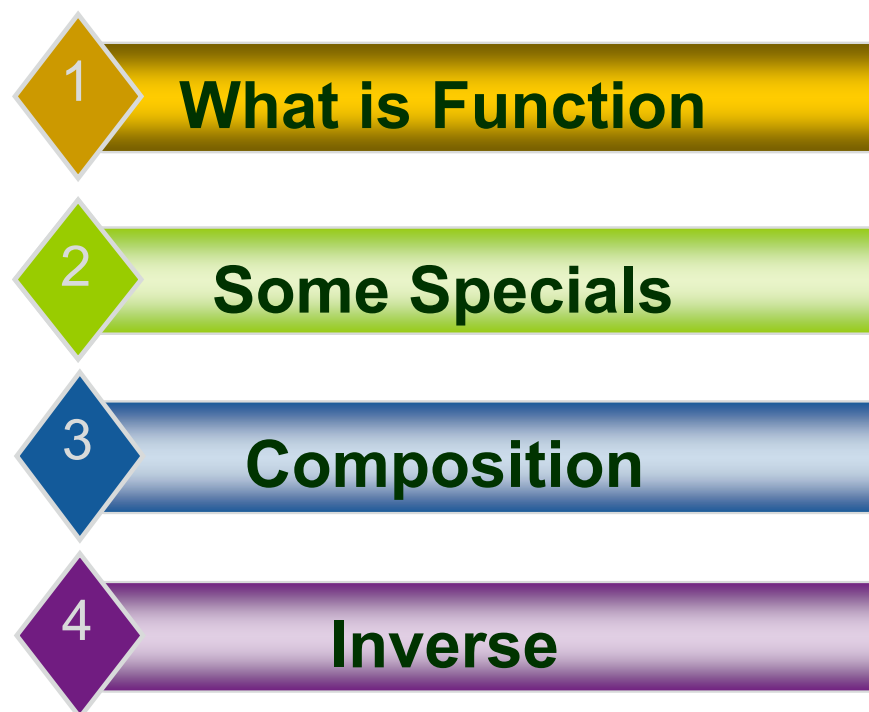 1 What is Function
2 Some Specials
3 Composition
4 Inverse